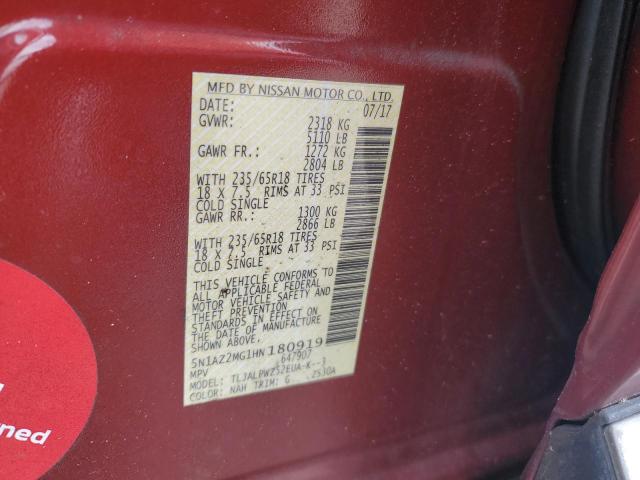 MFD BY NISSAN MOTOR CO., LTD.
DATE: 07/17
GVWR: 2318 KG
5110 LB
GAWR FR.: 1272 KG
2804 LB
WITH 235/65R18 TIRES
18 X 7.5 RIMS AT 33 PSI
COLD SINGLE
GAWR RR.: 1300 KG
2866 LB
WITH 235/65R18 TIRES
18 X 7.5 RIMS AT 33 PSI
COLD SINGLE
THIS VEHICLE CONFORMS TO
ALL APPLICABLE FEDERAL
MOTOR VEHICLE SAFETY AND
THEFT PREVENTION
STANDARDS IN EFFECT ON
THE DATE OF MANUFACTURE
SHOWN ABOVE.
5N1AZ2MG1HN180919
MPV 647907
MODEL: TLJALPWZ52EUA-K--3
COLOR: NAH TRIM: G
ned